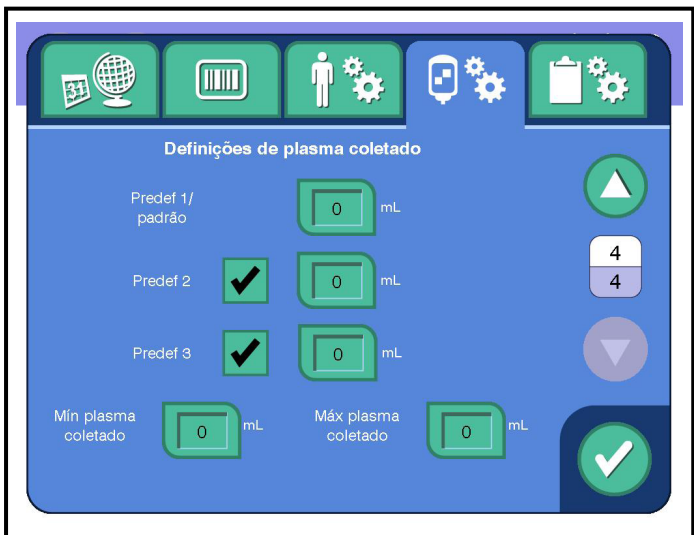 31
Definições de plasma coletado
Predef 1/
padrão
0 mL
4
4
Predef 2
0 mL
Predef 3
0 mL
Mín plasma
coletado
0 mL
Máx plasma
coletado
0 mL